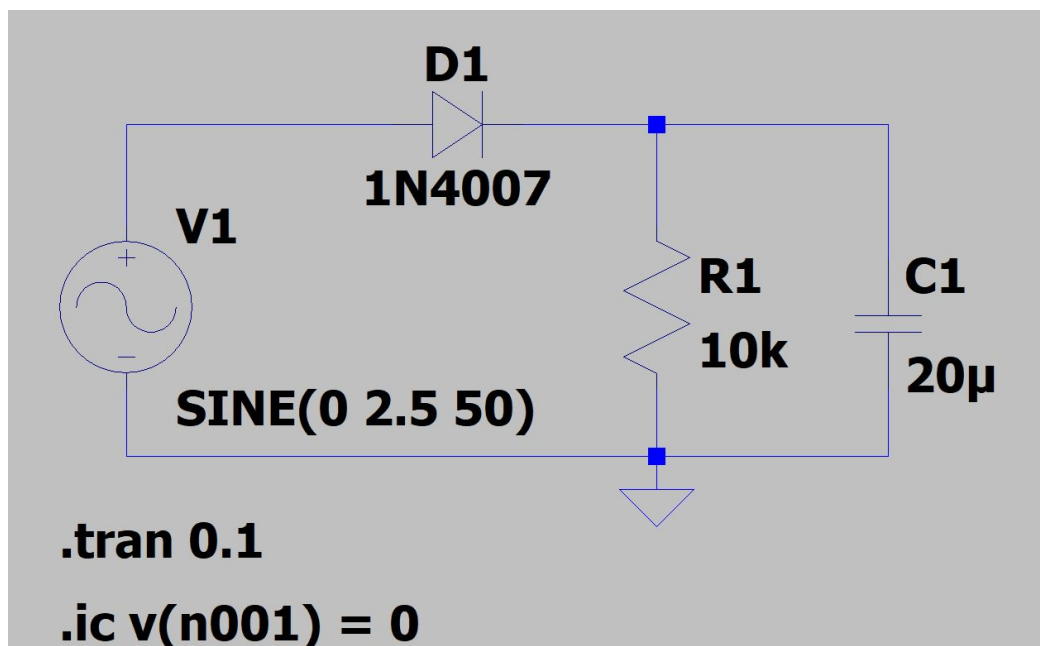 D1
1N4007
V1
R1
C1
10k
20µ
SINE(0 2.5 50)
.tran 0.1
.ic v(n001) = 0